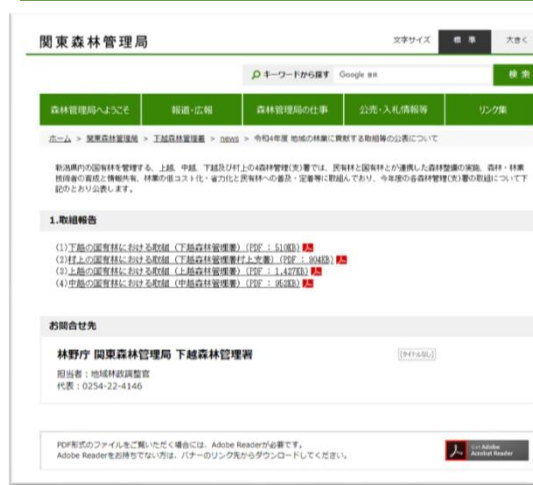 関東森林管理局
文字サイズ 標準 大きく
キーワードから探す Google 検索 検索
森林管理局へようこそ 報道・広報 森林管理局の仕事 公売・入札情報等 リンク集
ホーム > 関東森林管理局 > 下越森林管理署 > news > 令和4年度 地域の林業に貢献する取組等の公表について
新潟県内の国有林を管理する、上越、中越、下越及び村上の4森林管理(支)署では、民有林と国有林とが連携した森林整備の実施、森林・林業
技術者の育成と情報共有、林業の低コスト化・省力化と民有林への普及・定着等に取組んでおり、今年度の各森林管理(支)署の取組について下
記のとおり公表します。
1.取組報告
(1)下越の国有林における取組(下越森林管理署)(PDF : 510KB)
(2)村上の国有林における取組(下越森林管理署村上支署)(PDF : 904KB)
(3)上越の国有林における取組(上越森林管理署)(PDF : 1,427KB)
(4)中越の国有林における取組(中越森林管理署)(PDF : 952KB)
お問合せ先
林野庁 関東森林管理局 下越森林管理署
[タイトルなし]
担当者:地域林政調整官
代表:0254-22-4146
PDF形式のファイルをご覧いただく場合には、Adobe Readerが必要です。
Adobe Readerをお持ちでない方は、バナーのリンク先からダウンロードしてください。
Get Adobe
Acrobat Reader